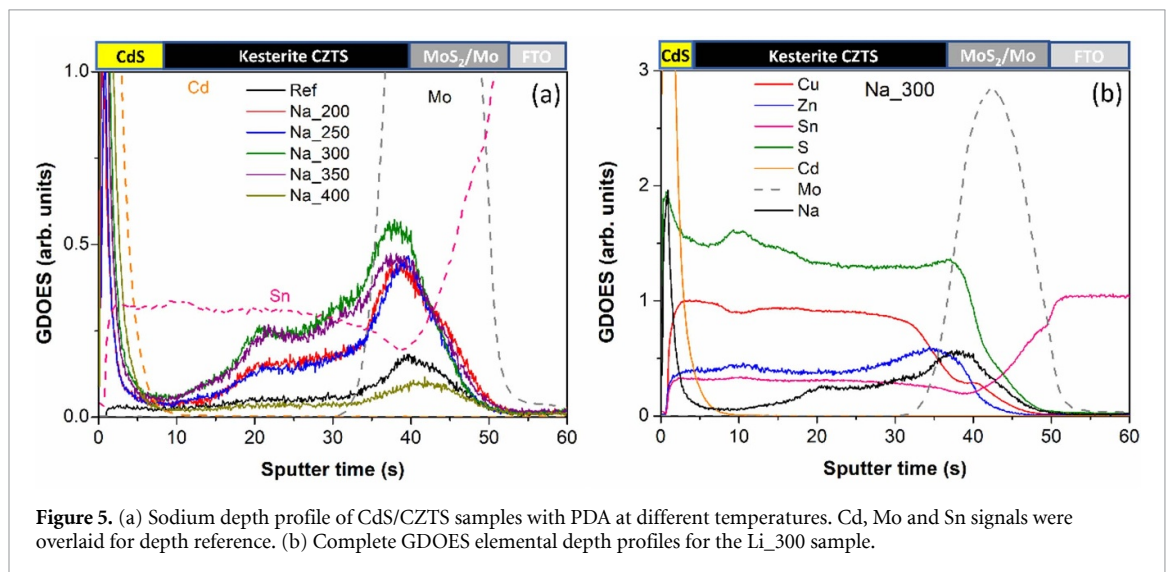 CdS Kesterite CZTS MoS₂/Mo FTO
1.0
0.5
0.0
GDOES (arb. units)
Cd
Mo
(a)
Ref
Na_200
Na_250
Na_300
Na_350
Na_400
Sn
0 10 20 30 40 50 60
Sputter time (s)
CdS Kesterite CZTS MoS₂/Mo FTO
3
2
1
0
GDOES (arb. units)
Na_300
(b)
Cu
Zn
Sn
S
Cd
Mo
Na
0 10 20 30 40 50 60
Sputter time (s)
Figure 5. (a) Sodium depth profile of CdS/CZTS samples with PDA at different temperatures. Cd, Mo and Sn signals were
overlaid for depth reference. (b) Complete GDOES elemental depth profiles for the Li_300 sample.